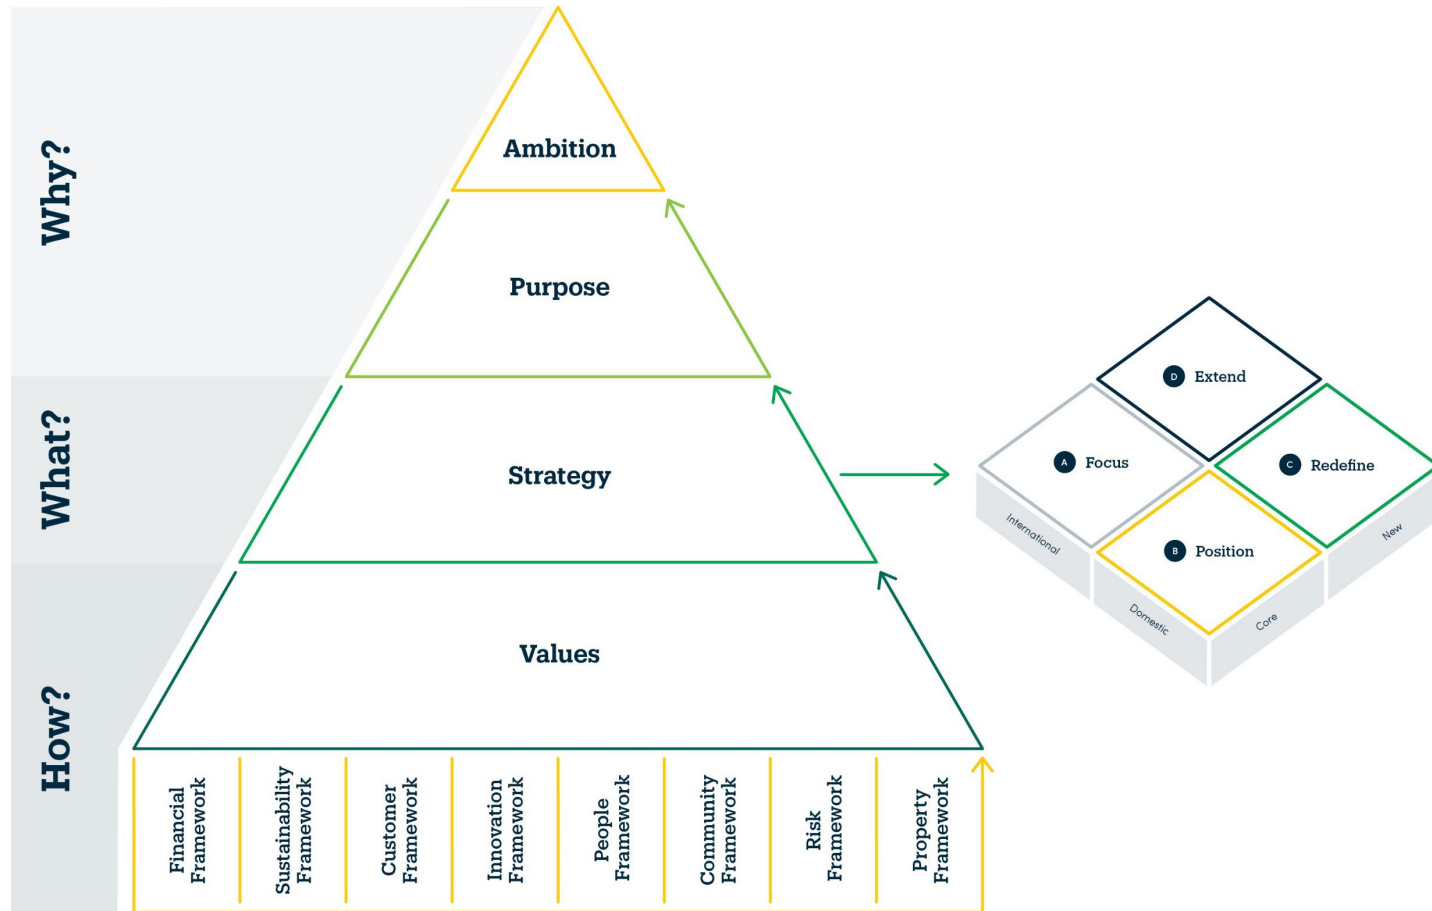 Why?
Ambition
Purpose
What?
Strategy
How?
Values
Financial
Framework
Sustainability
Framework
Customer
Framework
Innovation
Framework
People
Framework
Community
Framework
Risk
Framework
Property
Framework
D Extend
A Focus
C Redefine
B Position
International
Domestic
Core
New